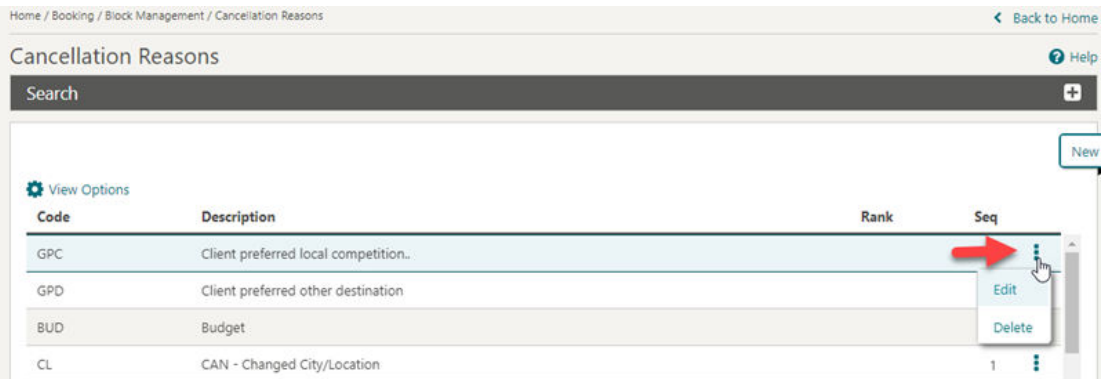 Home / Booking / Block Management / Cancellation Reasons
Back to Home
Cancellation Reasons
Help
Search
New
View Options
Code Description Rank Seq
GPC Client preferred local competition..
GPD Client preferred other destination
Edit
BUD Budget
Delete
CL CAN - Changed City/Location 1